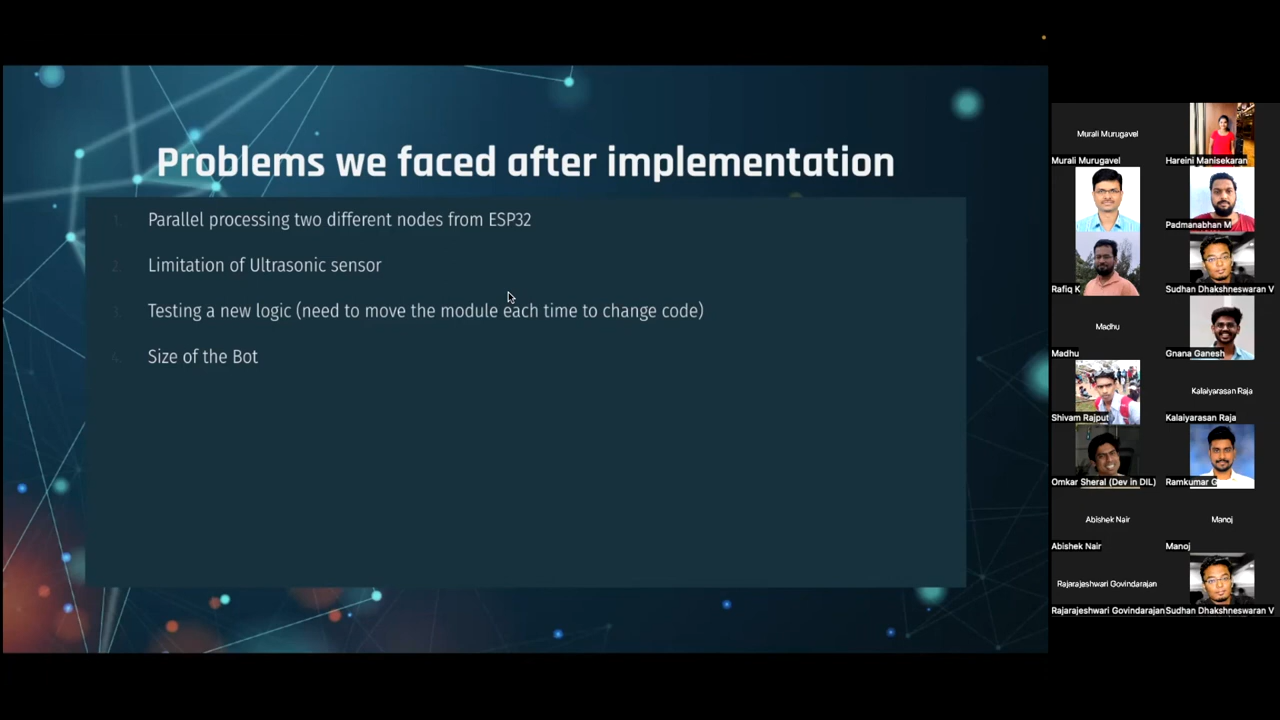 Problems we faced after implementation
1. Parallel processing two different nodes from ESP32
2. Limitation of Ultrasonic sensor
3. Testing a new logic (need to move the module each time to change code)
4. Size of the Bot
Murali Murugavel
Murali Murugavel
Hareini Manisekaran
Padmanabhan M
Rafiq K
Sudhan Dhakshneswaran V
Madhu
Madhu
Gnana Ganesh
Kalaiyarasan Raja
Shivam Rajput
Kalaiyarasan Raja
Omkar Sheral (Dev in DIL)
Ramkumar G
Abishek Nair
Manoj
Abishek Nair
Manoj
Rajarajeshwari Govindarajan
Rajarajeshwari Govindarajan
Sudhan Dhakshneswaran V